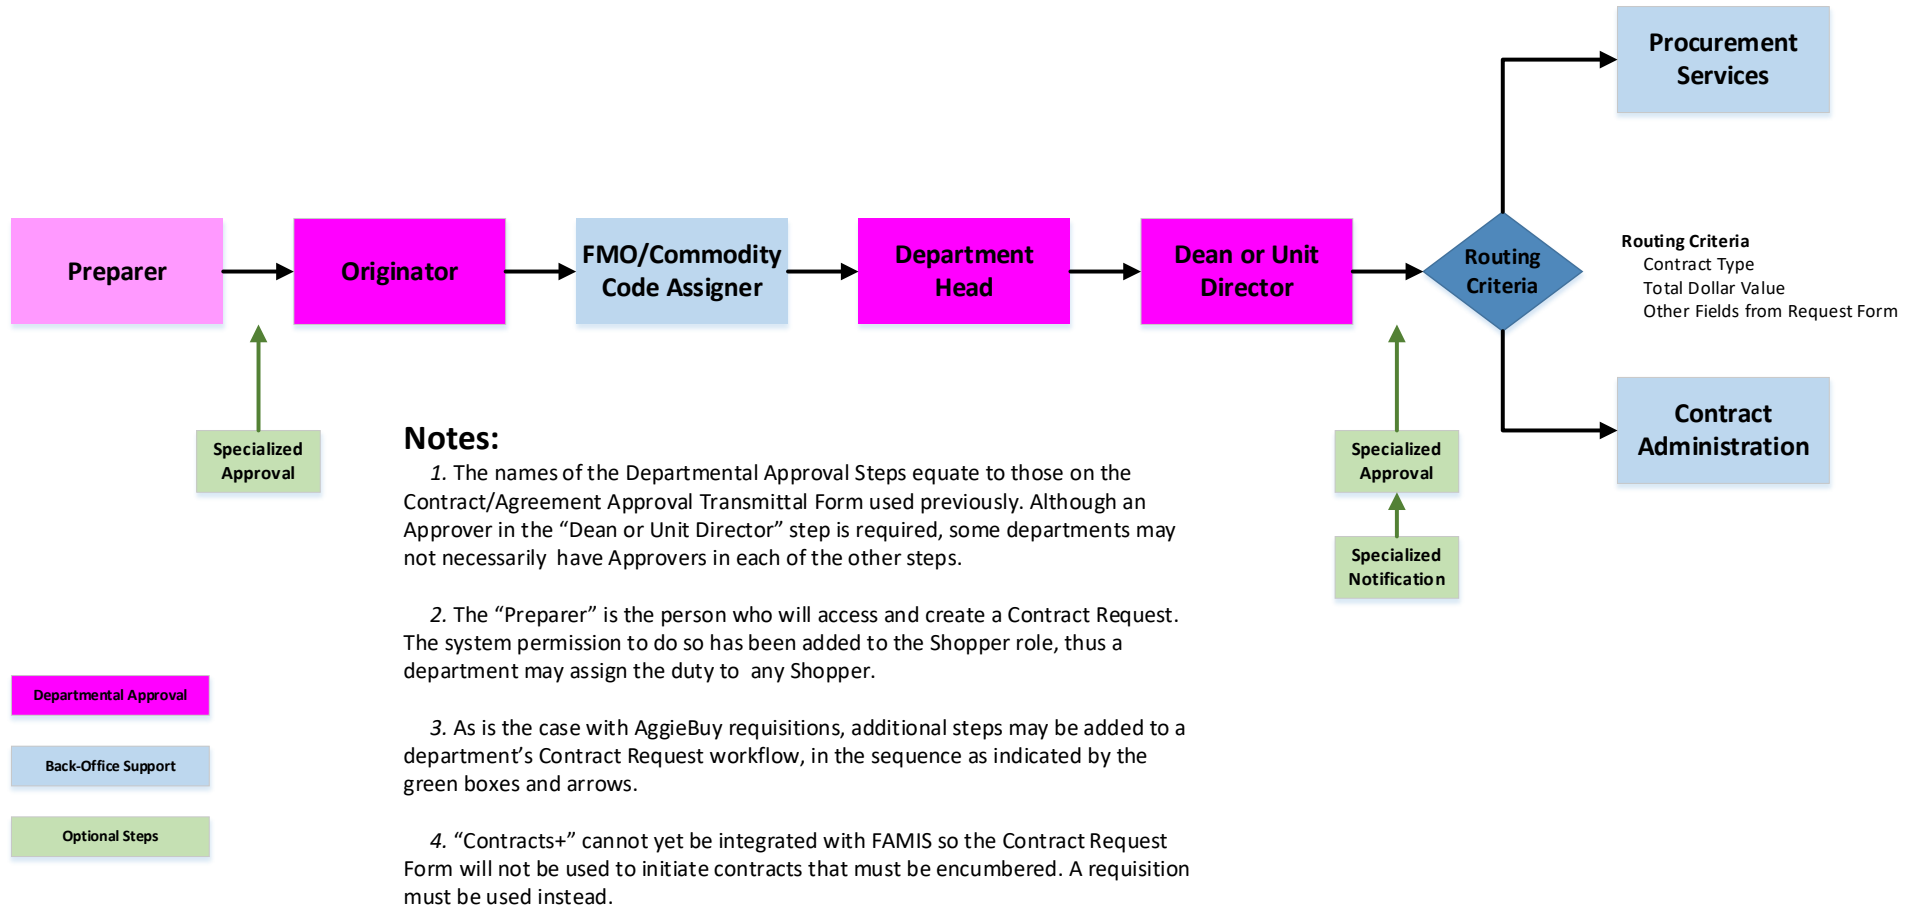 Procurement
Services
Preparer
Originator
FMO/Commodity
Code Assigner
Department
Head
Dean or Unit
Director
Routing
Criteria
Routing Criteria
Contract Type
Total Dollar Value
Other Fields from Request Form
Contract
Administration
Specialized
Approval
Specialized
Approval
Specialized
Notification
Notes:
1. The names of the Departmental Approval Steps equate to those on the
Contract/Agreement Approval Transmittal Form used previously. Although an
Approver in the “Dean or Unit Director” step is required, some departments may
not necessarily have Approvers in each of the other steps.
2. The “Preparer” is the person who will access and create a Contract Request.
The system permission to do so has been added to the Shopper role, thus a
department may assign the duty to any Shopper.
3. As is the case with AggieBuy requisitions, additional steps may be added to a
department’s Contract Request workflow, in the sequence as indicated by the
green boxes and arrows.
4. “Contracts+” cannot yet be integrated with FAMIS so the Contract Request
Form will not be used to initiate contracts that must be encumbered. A requisition
must be used instead.
Departmental Approval
Back-Office Support
Optional Steps